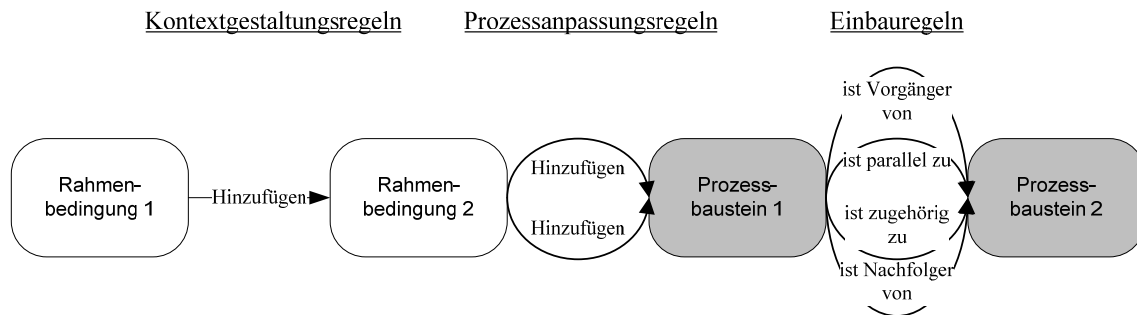 Kontextgestaltungsregeln
Prozessanpassungsregeln
Einbauregeln
Rahmen-
bedingung 1
Hinzufügen
Rahmen-
bedingung 2
Hinzufügen
Hinzufügen
Prozess-
baustein 1
ist Vorgänger
von
ist parallel zu
ist zugehörig
zu
ist Nachfolger
von
Prozess-
baustein 2